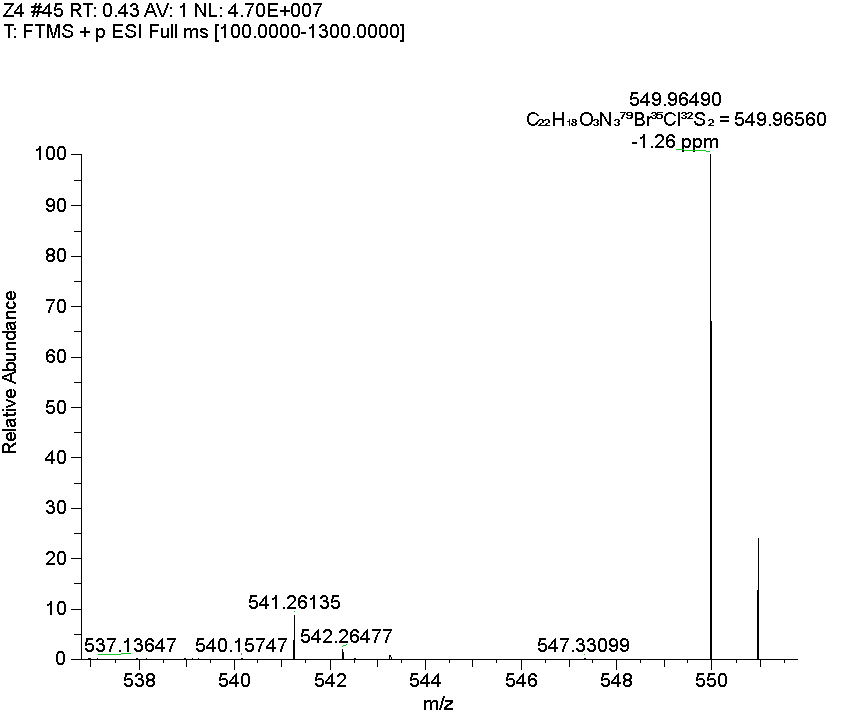 Z4 #45 RT: 0.43 AV: 1 NL: 4.70E+007
T: FTMS + p ESI Full ms [100.0000-1300.0000]
549.96490
C₂₂H₁₈O₃N₃⁷⁹Br³⁵Cl³²S₂ = 549.96560
-1.26 ppm
100
90
80
70
60
50
40
30
20
10
0
Relative Abundance
541.26135
537.13647 540.15747 542.26477 547.33099
538 540 542 544 546 548 550
m/z